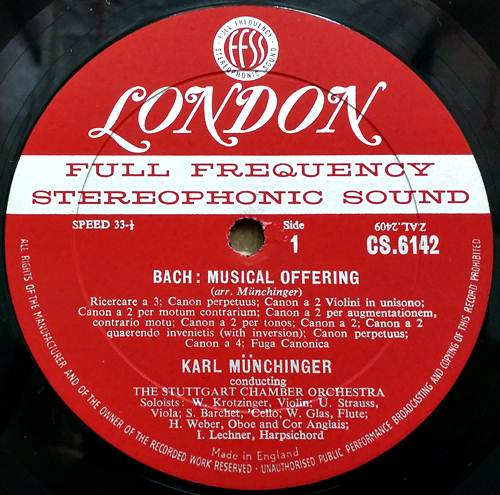 FULL FREQUENCY
FFSS
STEREOPHONIC SOUND
LONDON
FULL FREQUENCY
STEREOPHONIC SOUND
SPEED 33-⅓
Side
1
ZAL.2409
CS.6142
BACH: MUSICAL OFFERING
(arr. Münchinger)
Ricercare a 3; Canon perpetuus; Canon a 2 Violini in unisono;
Canon a 2 per motum contrarium; Canon a 2 per augmentationem,
contrario motu; Canon a 2 per tonos; Canon a 2; Canon a 2
quaerendo invenietis (with inversion); Canon perpetuus;
Canon a 4; Fuga Canonica
KARL MÜNCHINGER
conducting
THE STUTTGART CHAMBER ORCHESTRA
Soloists: W. Krotzinger, Violin; U. Strauss,
Viola; S. Barchet, 'Cello; W. Glas, Flute;
H. Weber, Oboe and Cor Anglais;
I. Lechner, Harpsichord
Made in England
ALL RIGHTS OF THE MANUFACTURER AND OF THE OWNER OF THE RECORDED WORK RESERVED · UNAUTHORISED PUBLIC PERFORMANCE BROADCASTING AND COPYING OF THIS RECORD PROHIBITED